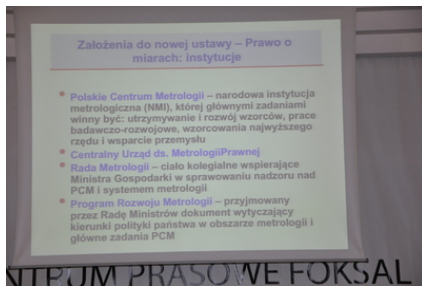 Założenia do nowej ustawy – Prawo o
miarach: instytucje
• Polskie Centrum Metrologii – narodowa instytucja
metrologiczna (NMI), której głównymi zadaniami
winny być: utrzymywanie i rozwój wzorców, prace
badawczo-rozwojowe, wzorcowania najwyższego
rzędu i wsparcie przemysłu
• Centralny Urząd ds. MetrologiiPrawnej
• Rada Metrologii – ciało kolegialne wspierające
Ministra Gospodarki w sprawowaniu nadzoru nad
PCM i systemem metrologii
• Program Rozwoju Metrologii – przyjmowany
przez Radę Ministrów dokument wytyczający
kierunki polityki państwa w obszarze metrologii i
główne zadania PCM
NTRUM PRASOWE FOKSAL